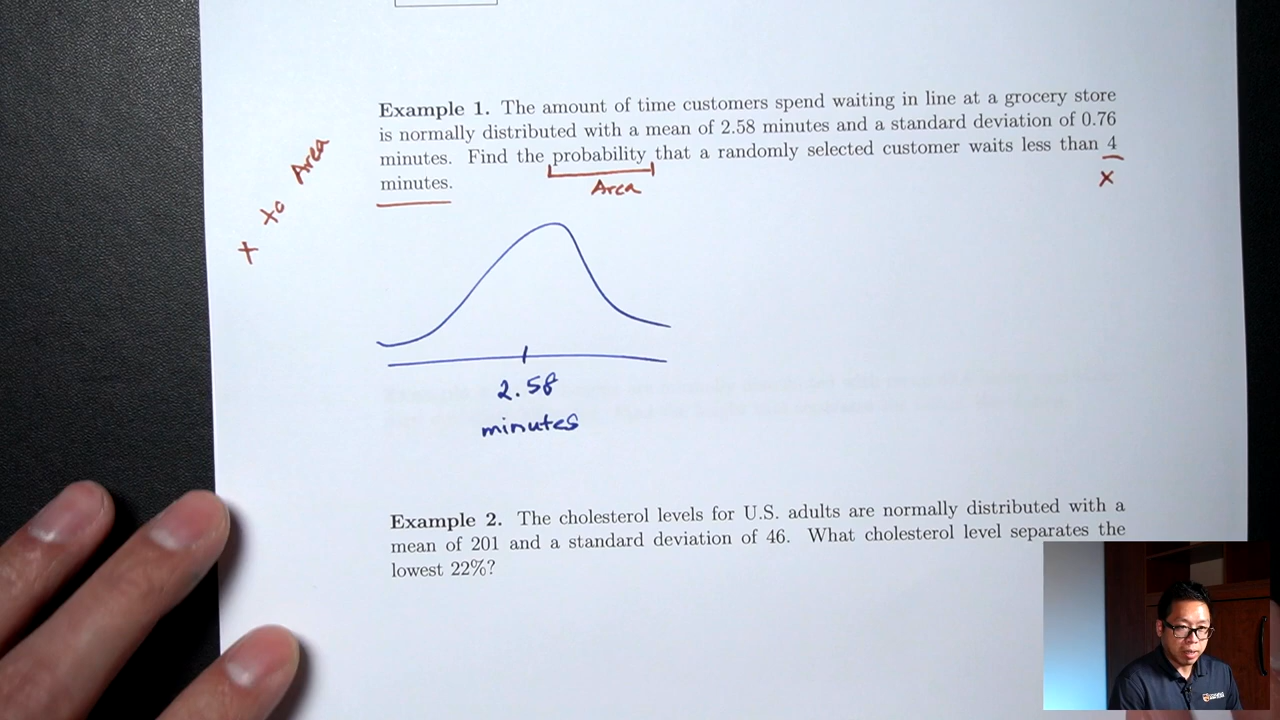 Example 1. The amount of time customers spend waiting in line at a grocery store
is normally distributed with a mean of 2.58 minutes and a standard deviation of 0.76
minutes. Find the probability that a randomly selected customer waits less than 4
minutes.
Area
x
x to Area
2.58
minutes
Example 2. The cholesterol levels for U.S. adults are normally distributed with a
mean of 201 and a standard deviation of 46. What cholesterol level separates the
lowest 22%?